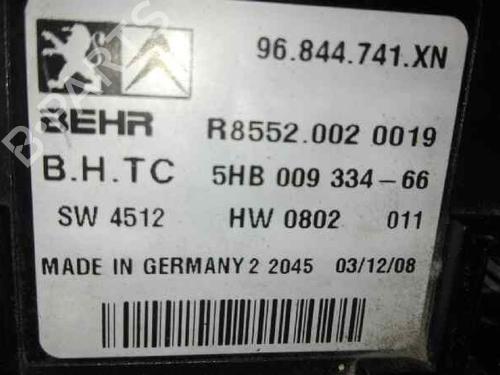 96.844.741.XN
BEHR R8552.002 0019
B.H.TC 5HB 009 334-66
SW 4512 HW 0802 011
MADE IN GERMANY 2 2045 03/12/08
B PARTS